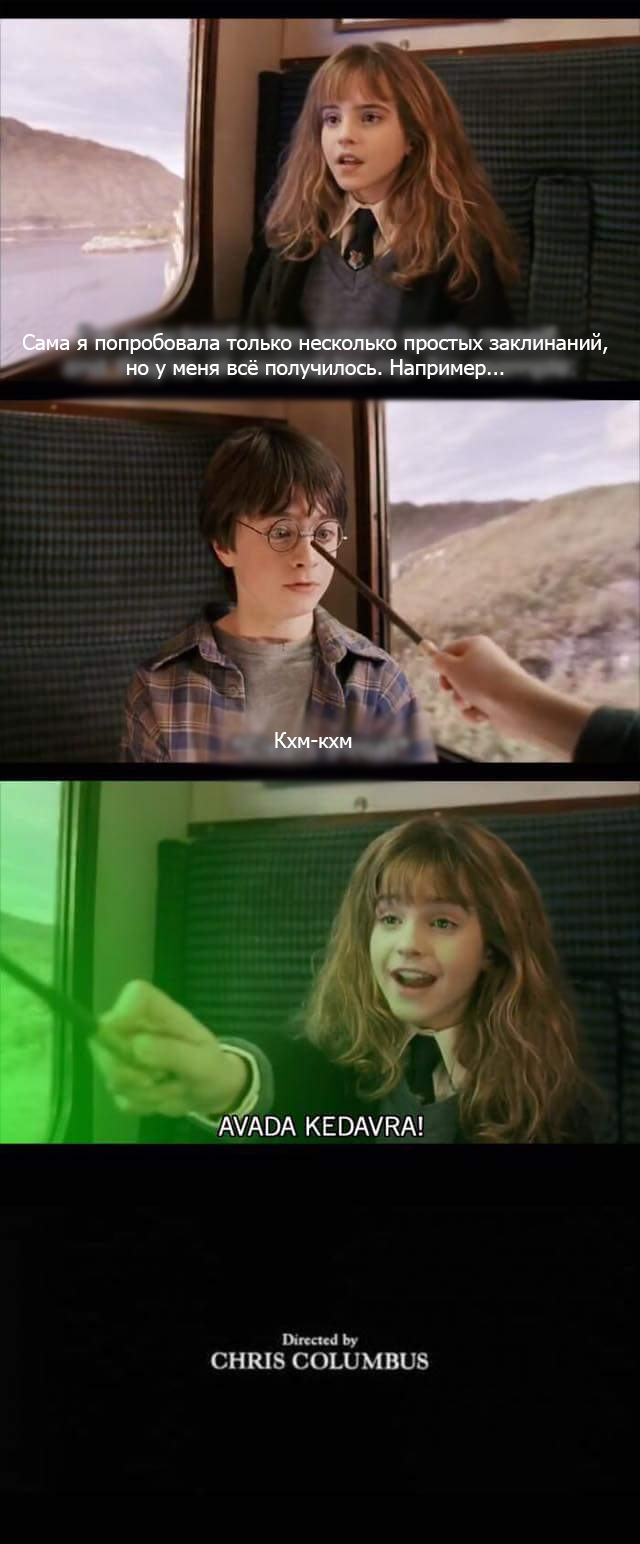 Сама я попробовала только несколько простых заклинаний,
но у меня всё получилось. Например...
Кхм-кхм
AVADA KEDAVRA!
Directed by
CHRIS COLUMBUS